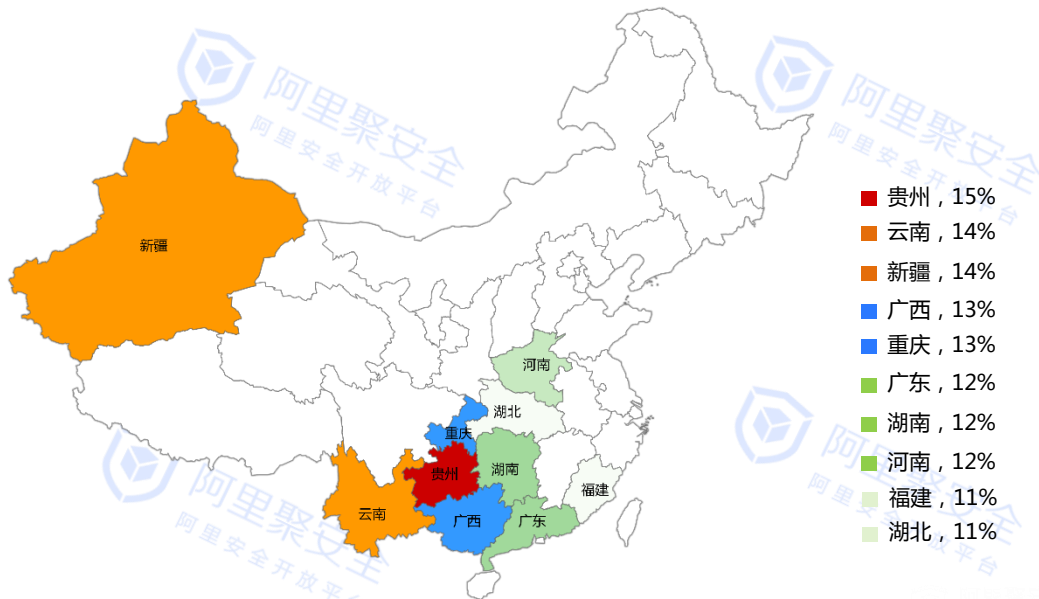 阿里聚安全
阿里安全开放平台
阿里聚安全
阿里安全开放平台
贵州，15%
云南，14%
新疆
新疆，14%
广西，13%
重庆，13%
河南
广东，12%
湖北
湖南，12%
重庆
河南，12%
贵州
湖南
福建
福建，11%
云南
广西
广东
湖北，11%
阿里聚安全
阿里安全开放平台
阿里聚安全
阿里安全开放平台